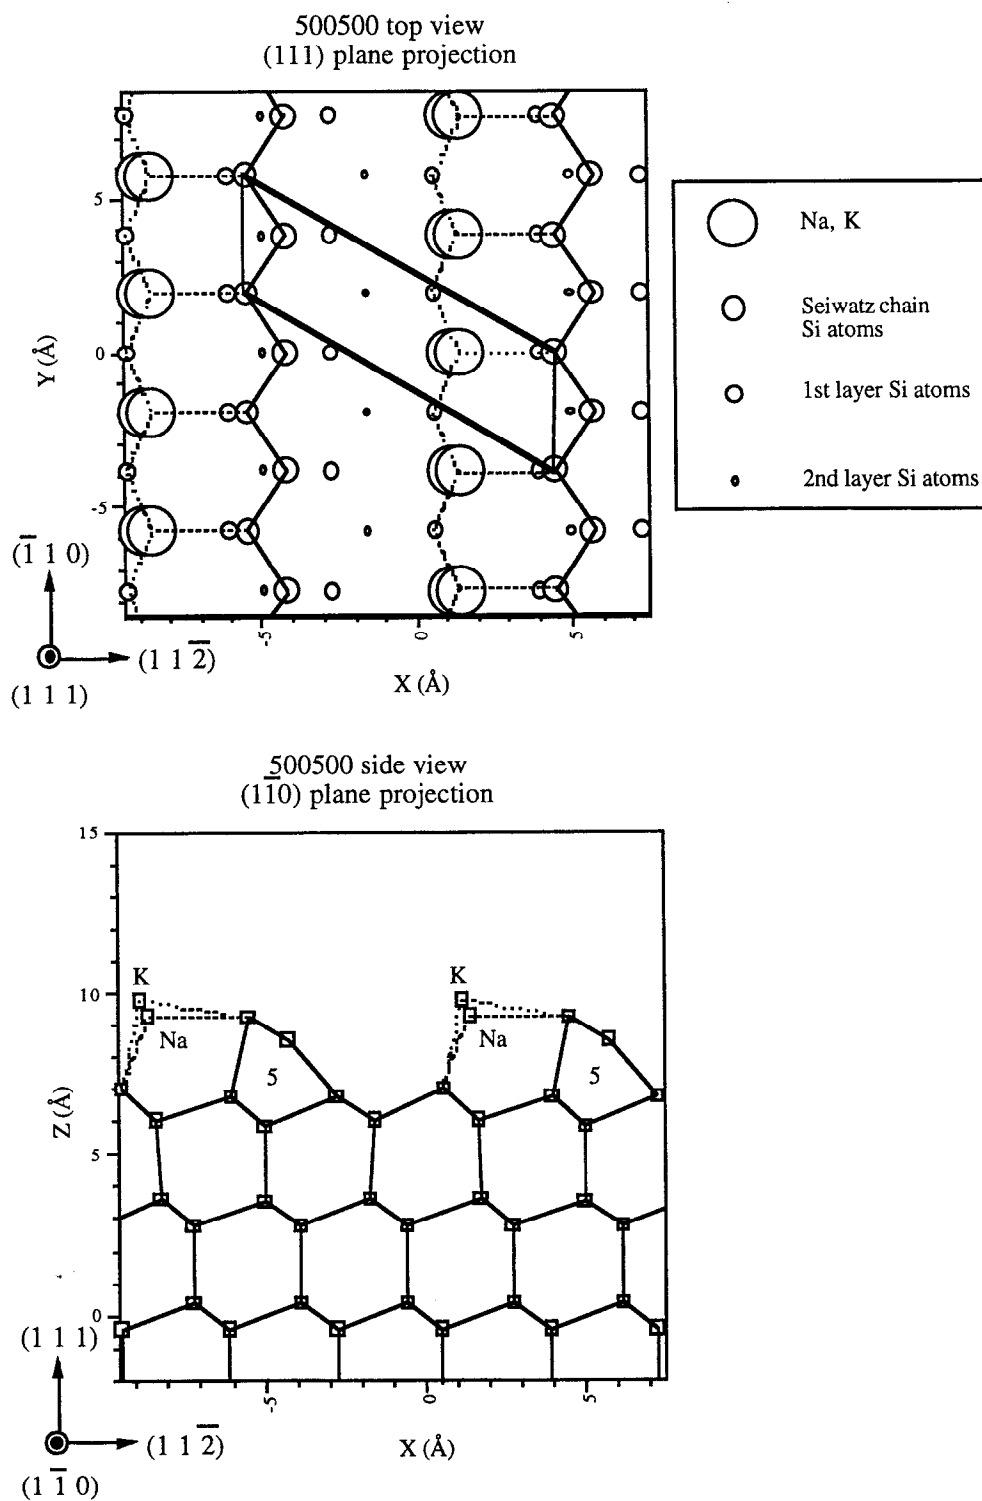 500500 top view
(111) plane projection
5
0
-5
Y (Å)
-5
0
5
X (Å)
(1̅ 1 0)
(1 1 2̅)
(1 1 1)
Na, K
Seiwatz chain
Si atoms
1st layer Si atoms
2nd layer Si atoms
500500 side view
(11̅0) plane projection
15
10
5
0
Z (Å)
K
K
Na
Na
5
5
-5
0
5
X (Å)
(1 1 1)
(1 1 2̅)
(1 1̅ 0)